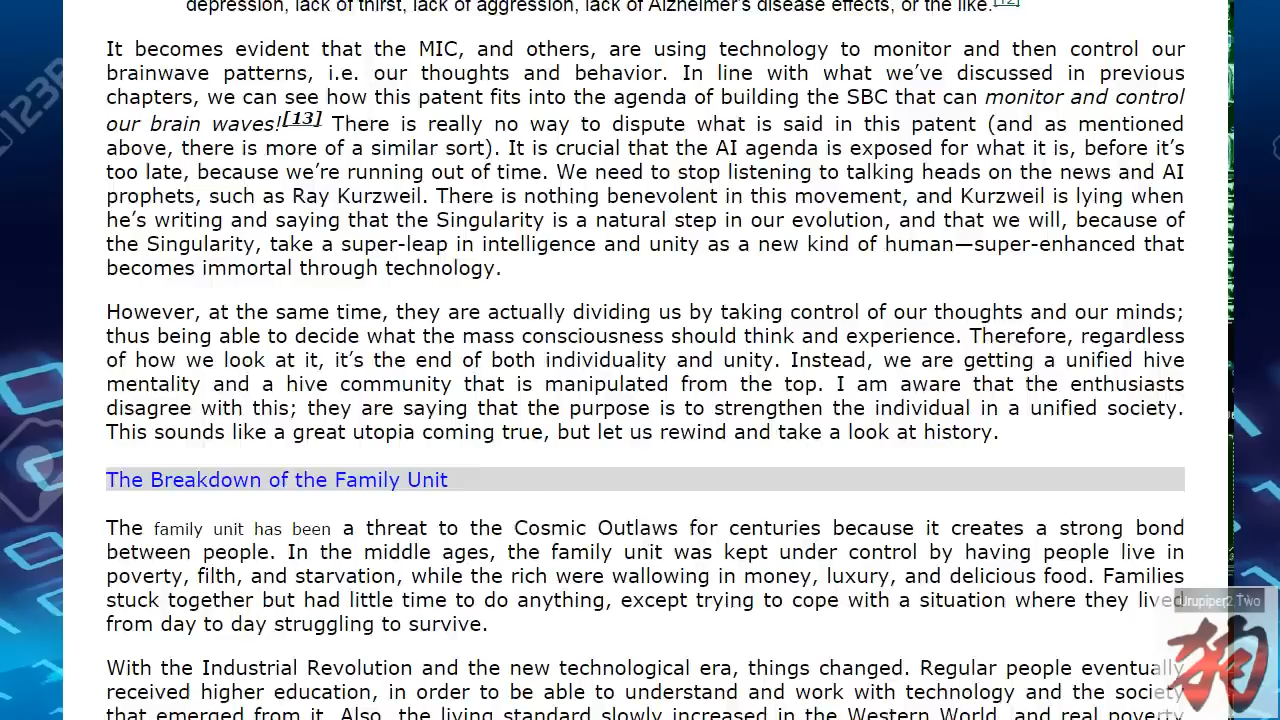 depression, lack of thirst, lack of aggression, lack of Alzheimer's disease effects, or the like.[12]
It becomes evident that the MIC, and others, are using technology to monitor and then control our
brainwave patterns, i.e. our thoughts and behavior. In line with what we’ve discussed in previous
chapters, we can see how this patent fits into the agenda of building the SBC that can monitor and control
our brain waves![13] There is really no way to dispute what is said in this patent (and as mentioned
above, there is more of a similar sort). It is crucial that the AI agenda is exposed for what it is, before it’s
too late, because we’re running out of time. We need to stop listening to talking heads on the news and AI
prophets, such as Ray Kurzweil. There is nothing benevolent in this movement, and Kurzweil is lying when
he’s writing and saying that the Singularity is a natural step in our evolution, and that we will, because of
the Singularity, take a super-leap in intelligence and unity as a new kind of human—super-enhanced that
becomes immortal through technology.
However, at the same time, they are actually dividing us by taking control of our thoughts and our minds;
thus being able to decide what the mass consciousness should think and experience. Therefore, regardless
of how we look at it, it’s the end of both individuality and unity. Instead, we are getting a unified hive
mentality and a hive community that is manipulated from the top. I am aware that the enthusiasts
disagree with this; they are saying that the purpose is to strengthen the individual in a unified society.
This sounds like a great utopia coming true, but let us rewind and take a look at history.
The Breakdown of the Family Unit
The family unit has been a threat to the Cosmic Outlaws for centuries because it creates a strong bond
between people. In the middle ages, the family unit was kept under control by having people live in
poverty, filth, and starvation, while the rich were wallowing in money, luxury, and delicious food. Families
stuck together but had little time to do anything, except trying to cope with a situation where they lived
from day to day struggling to survive.
With the Industrial Revolution and the new technological era, things changed. Regular people eventually
received higher education, in order to be able to understand and work with technology and the society
that emerged from it. Also, the living standard slowly increased in the Western World, and real poverty
Urupiper2.Two
123R